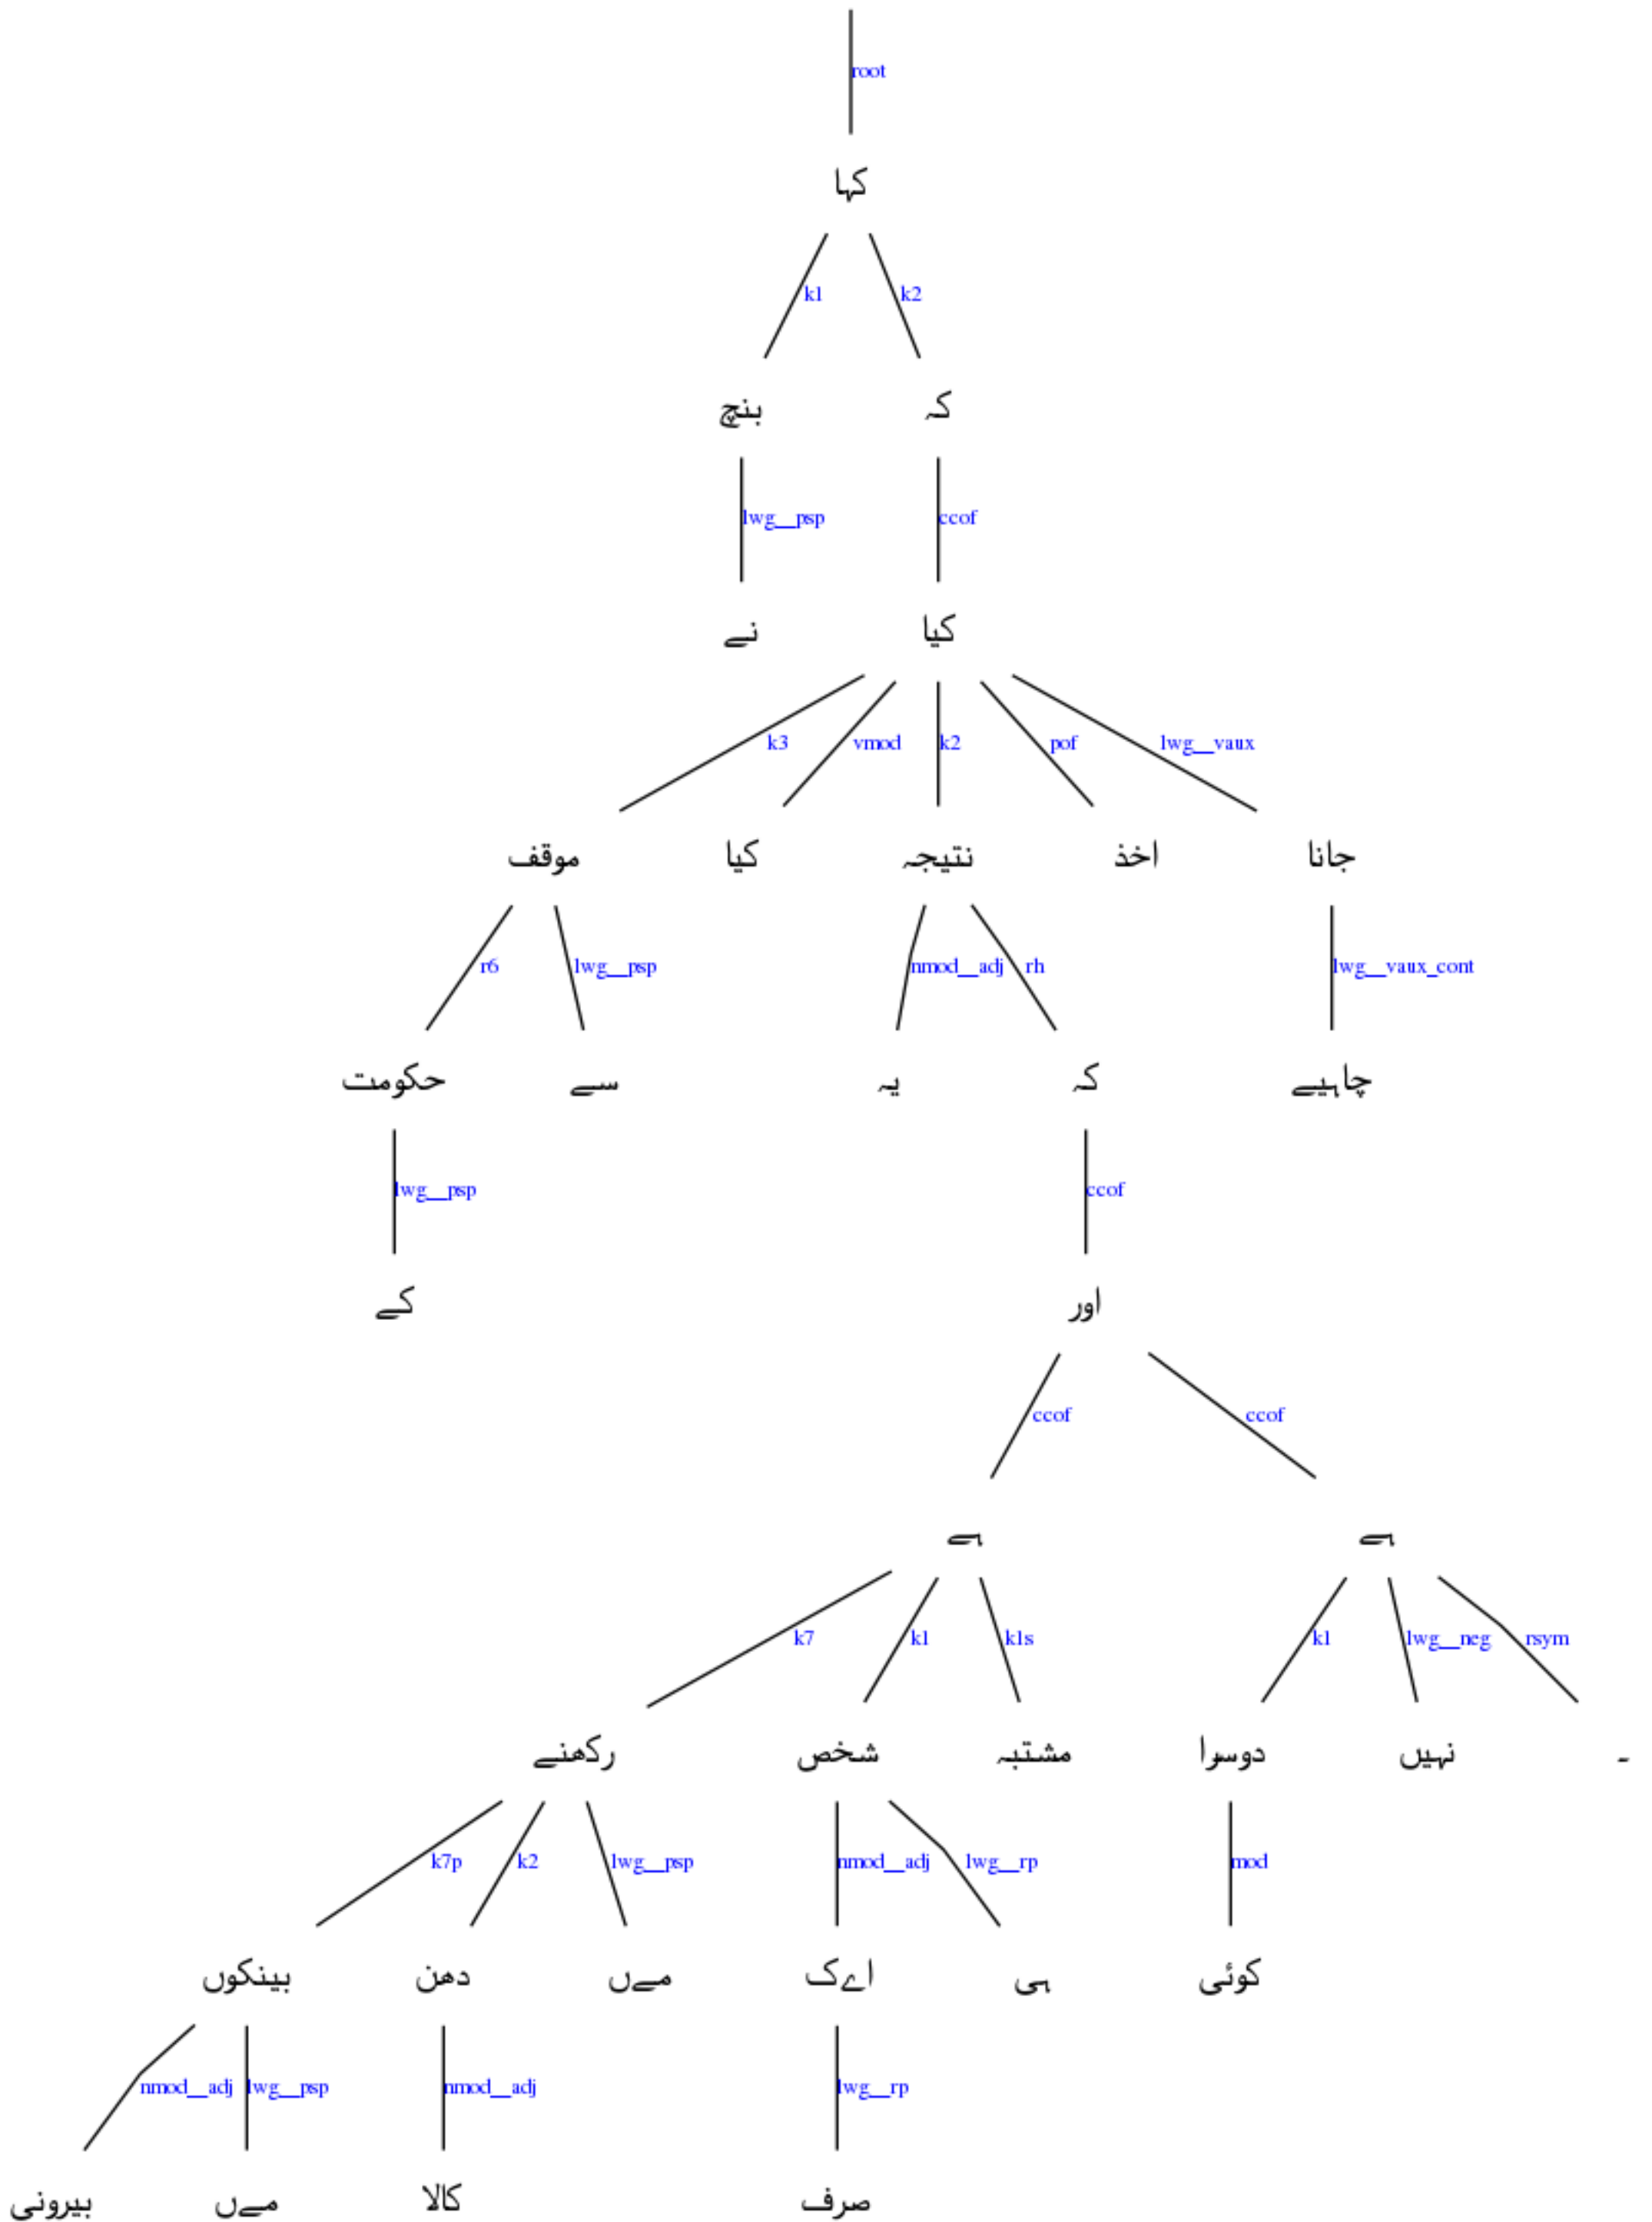 root
کہا
k1 k2
بنچ کہ
lwg__psp ccof
نے کیا
k3 vmod k2 pof lwg__vaux
موقف کیا نتیجہ اخذ جانا
r6 lwg__psp nmod__adj rh lwg__vaux_cont
حکومت سے یہ کہ چاہیے
lwg__psp ccof
کے اور
ccof ccof
ہے ہے
k7 k1 k1s k1 lwg__neg rsym
رکھنے شخص مشتبہ دوسرا نہیں ۔
k7p k2 lwg__psp nmod__adj lwg__rp mod
بینکوں دھن مےں اےک ہی کوئی
nmod__adj lwg__psp nmod__adj lwg__rp
بیرونی مےں کالا صرف